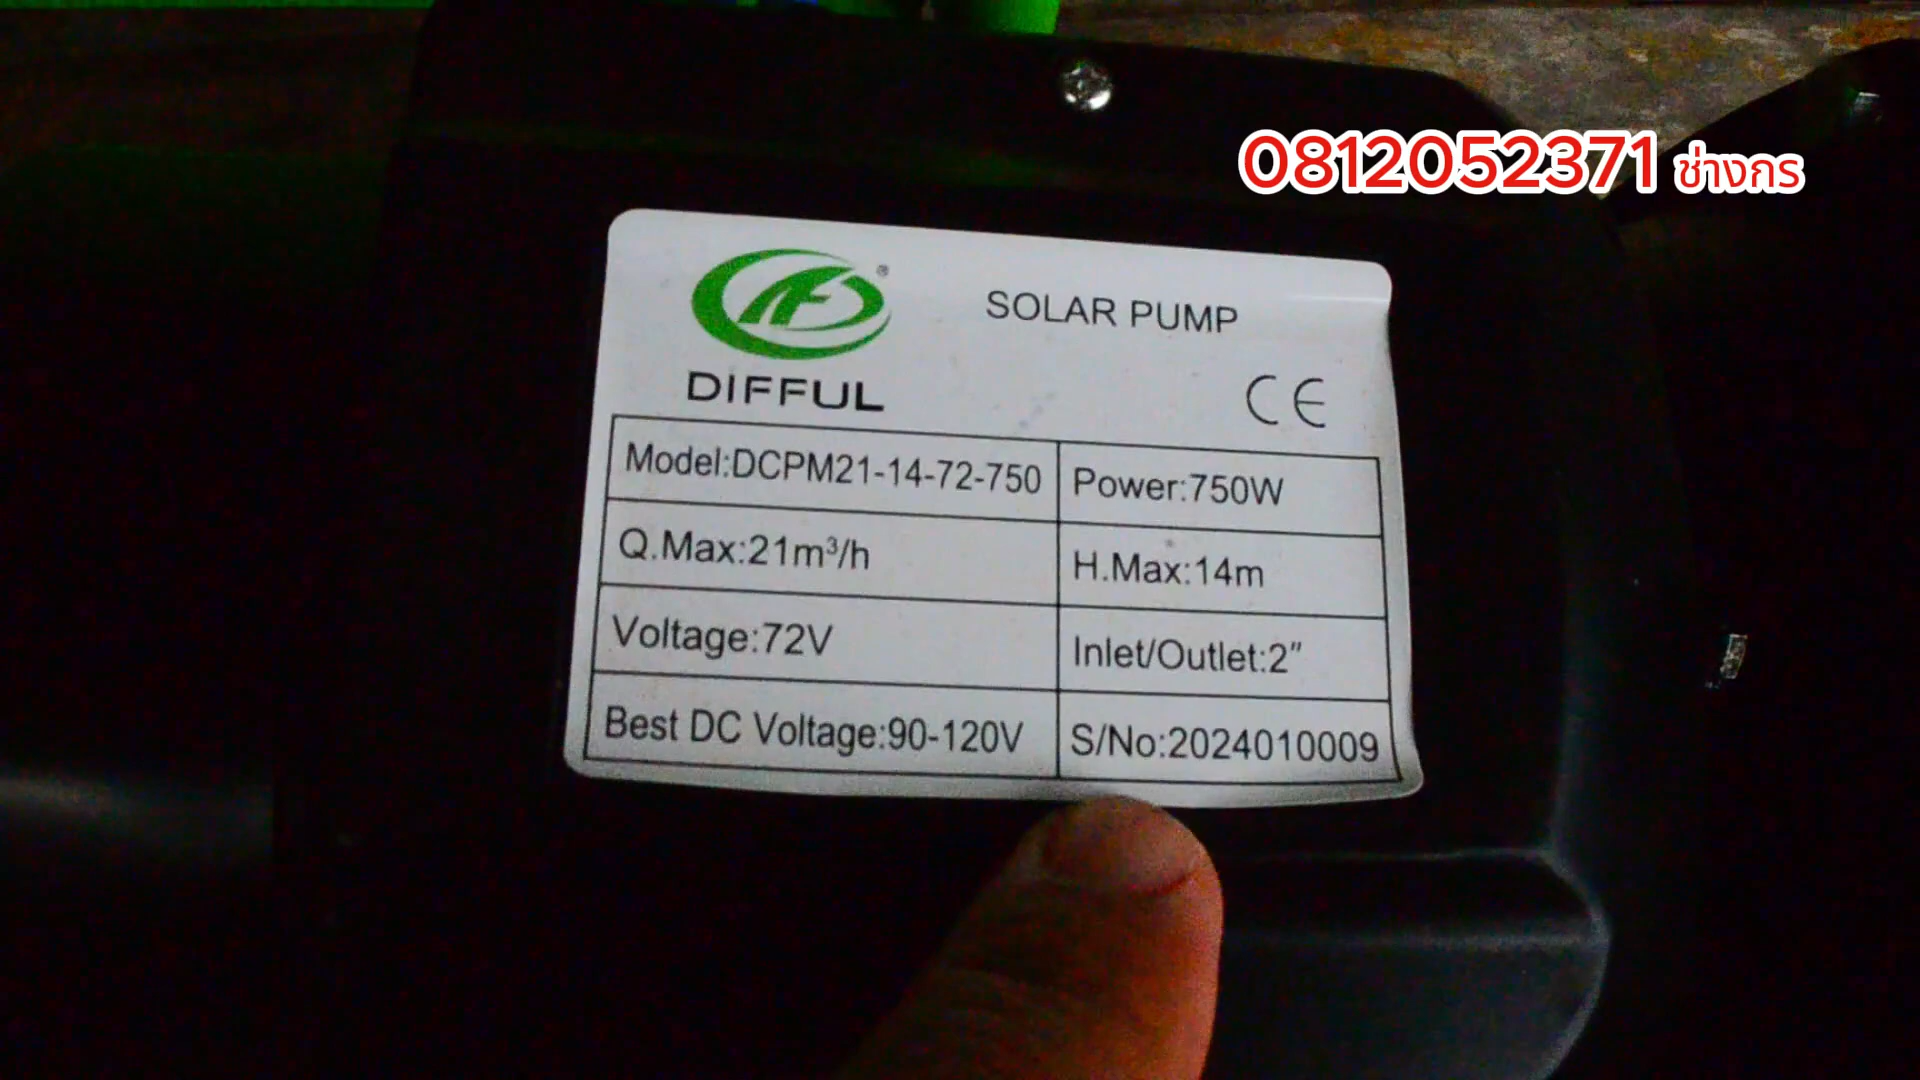 0812052371 ช่างกร
SOLAR PUMP
DIFFUL
CE
Model:DCPM21-14-72-750 Power:750W
Q.Max:21m³/h H.Max:14m
Voltage:72V Inlet/Outlet:2"
Best DC Voltage:90-120V S/No:2024010009